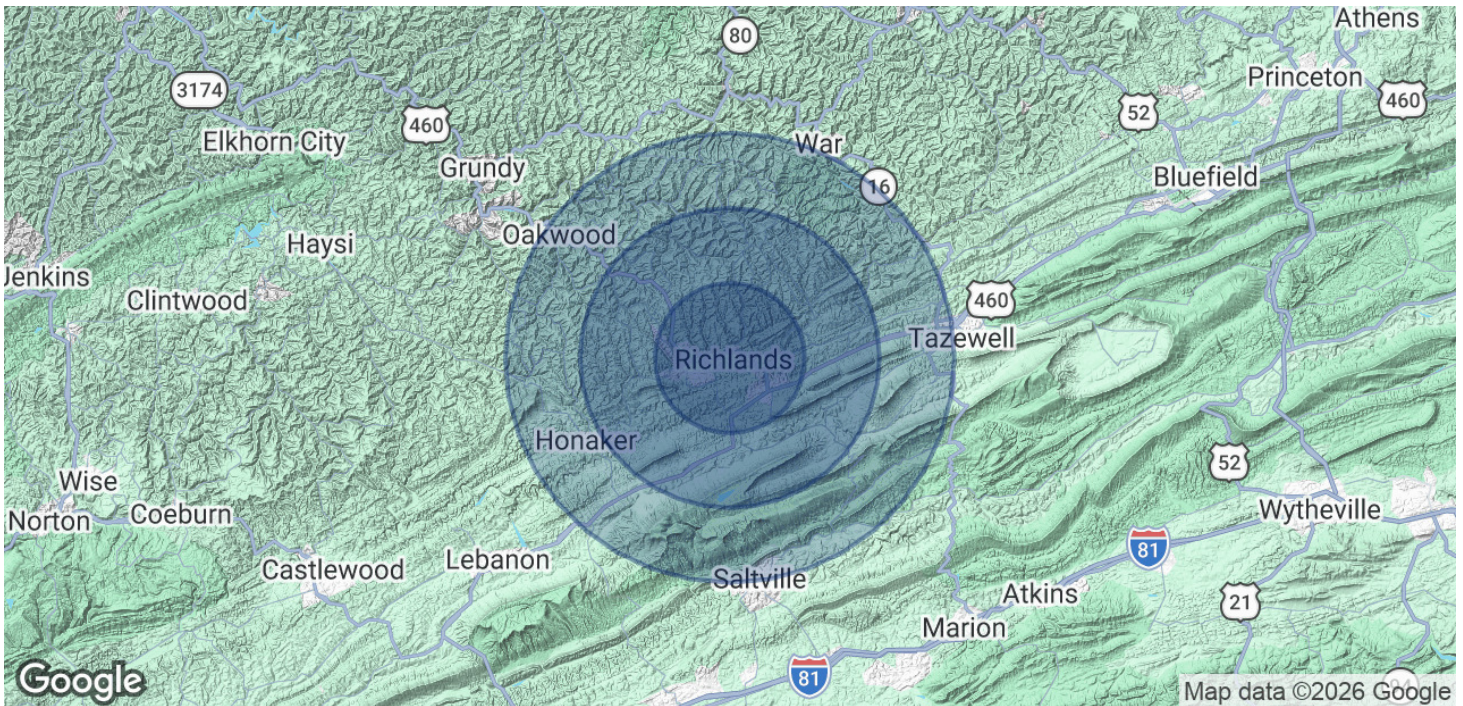 Athens
80
Princeton
3174
460
52
460
Elkhorn City
War
Grundy
Bluefield
16
Oakwood
Haysi
Jenkins
Clintwood
460
Tazewell
Richlands
Honaker
52
Wise
Wytheville
Norton
Coeburn
81
Lebanon
Castlewood
Saltville
Atkins
21
Marion
81
Google
Map data ©2026 Google